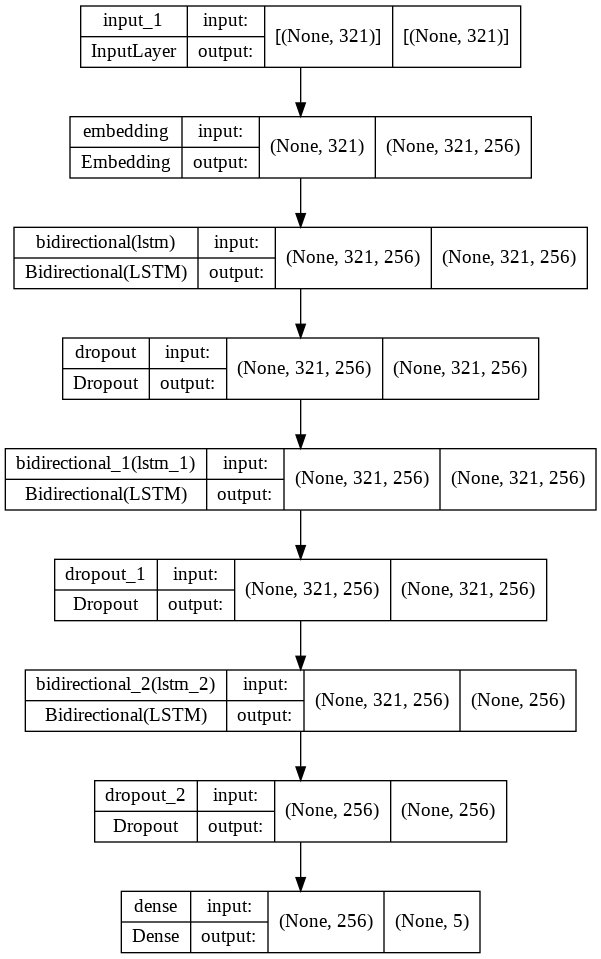 input_1 input: [(None, 321)] [(None, 321)]
InputLayer output:
embedding input: (None, 321) (None, 321, 256)
Embedding output:
bidirectional(lstm) input: (None, 321, 256) (None, 321, 256)
Bidirectional(LSTM) output:
dropout input: (None, 321, 256) (None, 321, 256)
Dropout output:
bidirectional_1(lstm_1) input: (None, 321, 256) (None, 321, 256)
Bidirectional(LSTM) output:
dropout_1 input: (None, 321, 256) (None, 321, 256)
Dropout output:
bidirectional_2(lstm_2) input: (None, 321, 256) (None, 256)
Bidirectional(LSTM) output:
dropout_2 input: (None, 256) (None, 256)
Dropout output:
dense input: (None, 256) (None, 5)
Dense output: